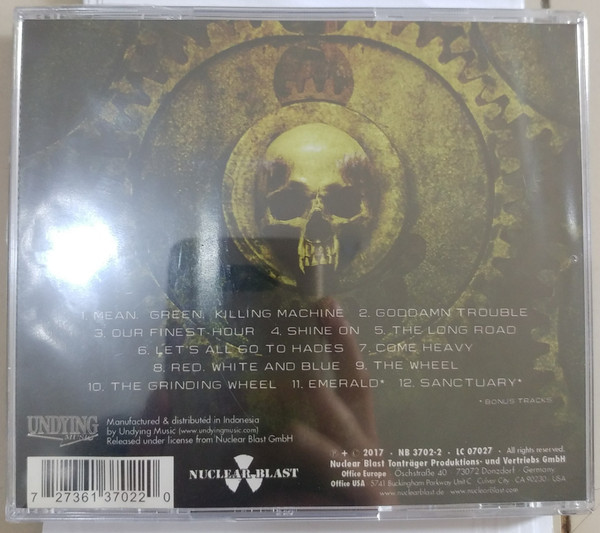 1. MEAN, GREEN, KILLING MACHINE 2. GODDAMN TROUBLE
3. OUR FINEST HOUR 4. SHINE ON 5. THE LONG ROAD
6. LET'S ALL GO TO HADES 7. COME HEAVY
8. RED, WHITE AND BLUE 9. THE WHEEL
10. THE GRINDING WHEEL 11. EMERALD* 12. SANCTUARY*
* BONUS TRACKS
UNDYING
MUSIC
Manufactured & distributed in Indonesia
by Undying Music (www.undyingmusic.com)
Released under license from Nuclear Blast GmbH
7 27361 37022 0
NUCLEAR BLAST
℗ + © 2017 · NB 3702-2 · LC 07027 · All rights reserved.
Nuclear Blast Tonträger Produktions- und Vertriebs GmbH
Office Europe Oschstraße 40 · 73072 Donzdorf · Germany
Office USA 5741 Buckingham Parkway Unit C · Culver City · CA 90230 · USA
www.nuclearblast.de · www.nuclearblast.com